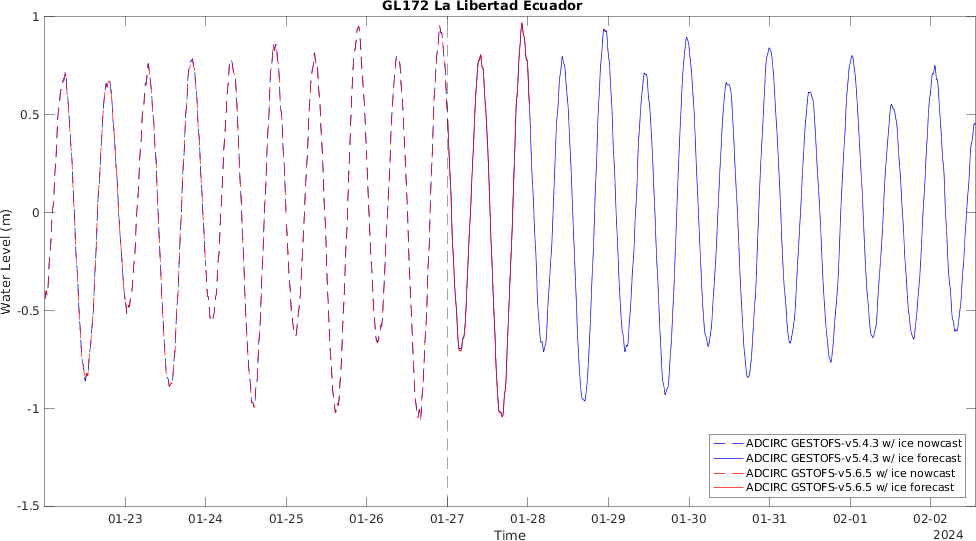 GL172 La Libertad Ecuador
1
0.5
0
-0.5
-1
-1.5
Water Level (m)
ADCIRC GESTOFS-v5.4.3 w/ ice nowcast
ADCIRC GESTOFS-v5.4.3 w/ ice forecast
ADCIRC GSTOFS-v5.6.5 w/ ice nowcast
ADCIRC GSTOFS-v5.6.5 w/ ice forecast
01-23 01-24 01-25 01-26 01-27 01-28 01-29 01-30 01-31 02-01 02-02
Time
2024